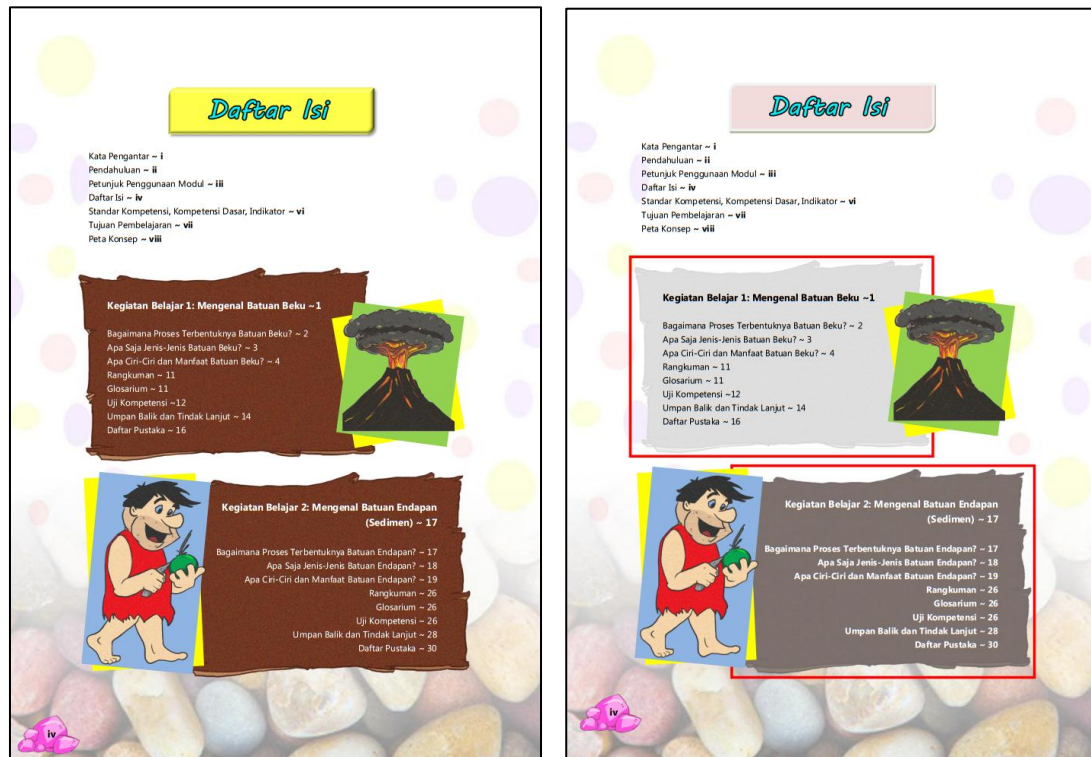 Daftar Isi
Kata Pengantar ~ i
Pendahuluan ~ ii
Petunjuk Penggunaan Modul ~ iii
Daftar Isi ~ iv
Standar Kompetensi, Kompetensi Dasar, Indikator ~ vi
Tujuan Pembelajaran ~ vii
Peta Konsep ~ viii
Kegiatan Belajar 1: Mengenal Batuan Beku ~1
Bagaimana Proses Terbentuknya Batuan Beku? ~ 2
Apa Saja Jenis-Jenis Batuan Beku? ~ 3
Apa Ciri-Ciri dan Manfaat Batuan Beku? ~ 4
Rangkuman ~ 11
Glosarium ~ 11
Uji Kompetensi ~12
Umpan Balik dan Tindak Lanjut ~ 14
Daftar Pustaka ~ 16
Kegiatan Belajar 2: Mengenal Batuan Endapan
(Sedimen) ~ 17
Bagaimana Proses Terbentuknya Batuan Endapan? ~ 17
Apa Saja Jenis-Jenis Batuan Endapan? ~ 18
Apa Ciri-Ciri dan Manfaat Batuan Endapan? ~ 19
Rangkuman ~ 26
Glosarium ~ 26
Uji Kompetensi ~ 26
Umpan Balik dan Tindak Lanjut ~ 28
Daftar Pustaka ~ 30
iv
Daftar Isi
Kata Pengantar ~ i
Pendahuluan ~ ii
Petunjuk Penggunaan Modul ~ iii
Daftar Isi ~ iv
Standar Kompetensi, Kompetensi Dasar, Indikator ~ vi
Tujuan Pembelajaran ~ vii
Peta Konsep ~ viii
Kegiatan Belajar 1: Mengenal Batuan Beku ~1
Bagaimana Proses Terbentuknya Batuan Beku? ~ 2
Apa Saja Jenis-Jenis Batuan Beku? ~ 3
Apa Ciri-Ciri dan Manfaat Batuan Beku? ~ 4
Rangkuman ~ 11
Glosarium ~ 11
Uji Kompetensi ~12
Umpan Balik dan Tindak Lanjut ~ 14
Daftar Pustaka ~ 16
Kegiatan Belajar 2: Mengenal Batuan Endapan
(Sedimen) ~ 17
Bagaimana Proses Terbentuknya Batuan Endapan? ~ 17
Apa Saja Jenis-Jenis Batuan Endapan? ~ 18
Apa Ciri-Ciri dan Manfaat Batuan Endapan? ~ 19
Rangkuman ~ 26
Glosarium ~ 26
Uji Kompetensi ~ 26
Umpan Balik dan Tindak Lanjut ~ 28
Daftar Pustaka ~ 30
iv